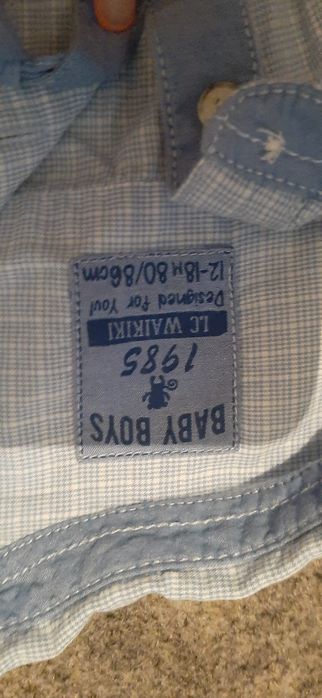 BABY BOYS
1985
LC WAIKIKI
Designed for You!
12-18M 80/86cm